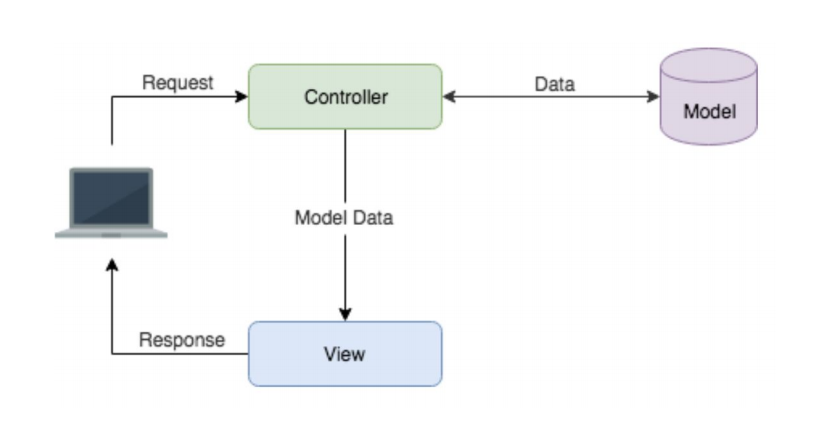 Request
Controller
Data
Model
Model Data
Response
View